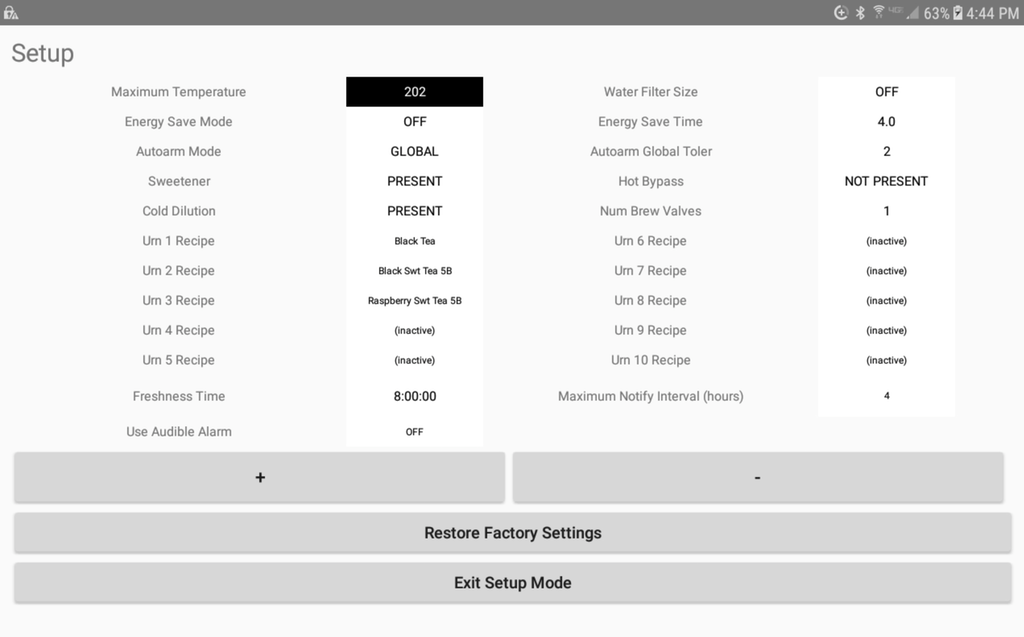 63% 4:44 PM
Setup
Maximum Temperature 202 Water Filter Size OFF
Energy Save Mode OFF Energy Save Time 4.0
Autoarm Mode GLOBAL Autoarm Global Toler 2
Sweetener PRESENT Hot Bypass NOT PRESENT
Cold Dilution PRESENT Num Brew Valves 1
Urn 1 Recipe Black Tea Urn 6 Recipe (inactive)
Urn 2 Recipe Black Swt Tea 5B Urn 7 Recipe (inactive)
Urn 3 Recipe Raspberry Swt Tea 5B Urn 8 Recipe (inactive)
Urn 4 Recipe (inactive) Urn 9 Recipe (inactive)
Urn 5 Recipe (inactive) Urn 10 Recipe (inactive)
Freshness Time 8:00:00 Maximum Notify Interval (hours) 4
Use Audible Alarm OFF
+ -
Restore Factory Settings
Exit Setup Mode